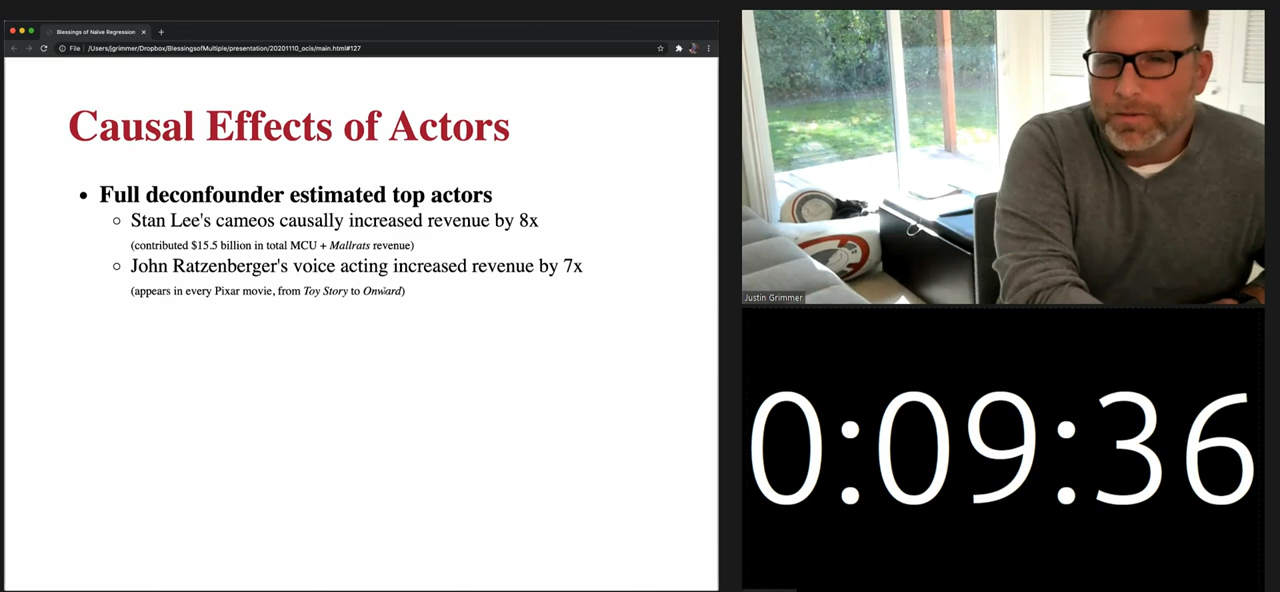 Blessings of Naïve Regression
File | /Users/jgrimmer/Dropbox/BlessingsofMultiple/presentation/20201110_ocis/main.html#127
Causal Effects of Actors
Full deconfounder estimated top actors
Stan Lee's cameos causally increased revenue by 8x
(contributed $15.5 billion in total MCU + Mallrats revenue)
John Ratzenberger's voice acting increased revenue by 7x
(appears in every Pixar movie, from Toy Story to Onward)
Justin Grimmer
0:09:36